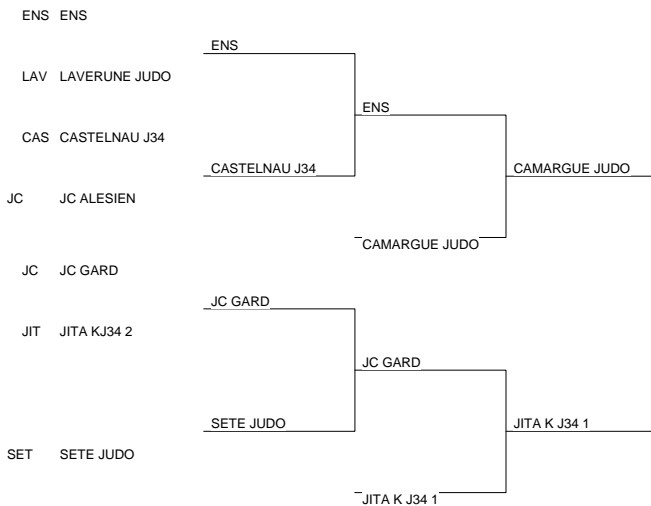 ENS ENS
ENS
LAV LAVERUNE JUDO
ENS
CAS CASTELNAU J34
CASTELNAU J34
CAMARGUE JUDO
JC JC ALESIEN
CAMARGUE JUDO
JC JC GARD
JC GARD
JIT JITA KJ34 2
JC GARD
SETE JUDO
JITA K J34 1
SET SETE JUDO
JITA K J34 1